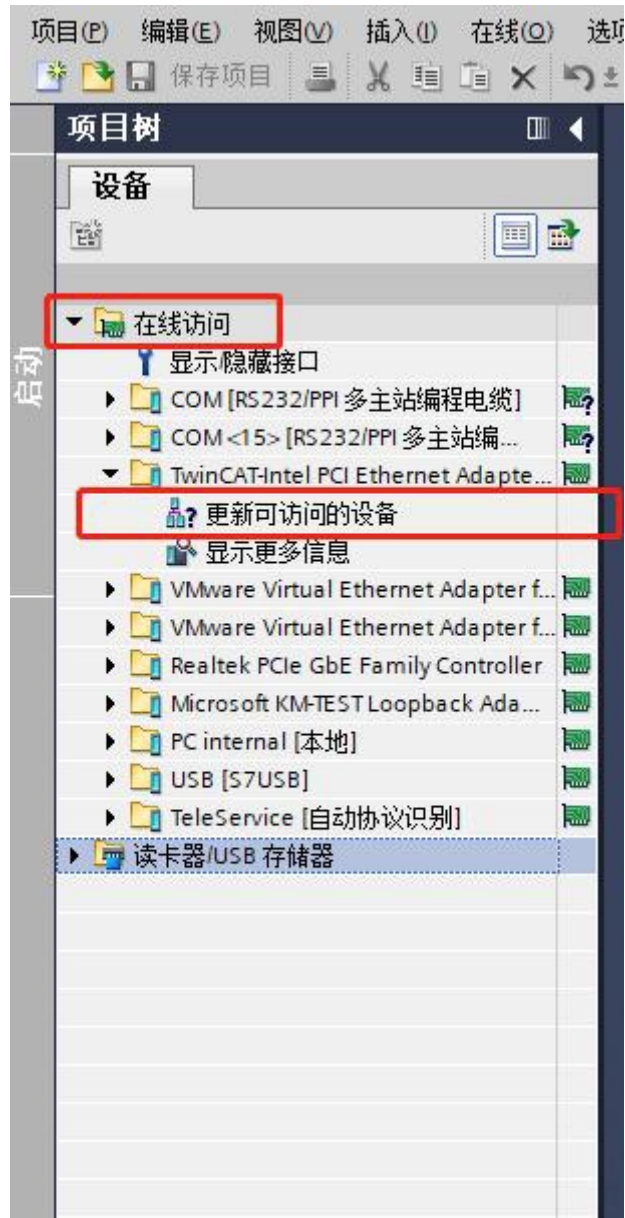 项目(P) 编辑(E) 视图(V) 插入(I) 在线(O) 选项
保存项目
项目树
设备
启动
在线访问
显示/隐藏接口
COM [RS232/PPI 多主站编程电缆]
COM <15> [RS232/PPI 多主站编...
TwinCAT-Intel PCI Ethernet Adapte...
更新可访问的设备
显示更多信息
VMware Virtual Ethernet Adapter f...
VMware Virtual Ethernet Adapter f...
Realtek PCIe GbE Family Controller
Microsoft KM-TEST Loopback Ada...
PC internal [本地]
USB [S7USB]
TeleService [自动协议识别]
读卡器/USB 存储器